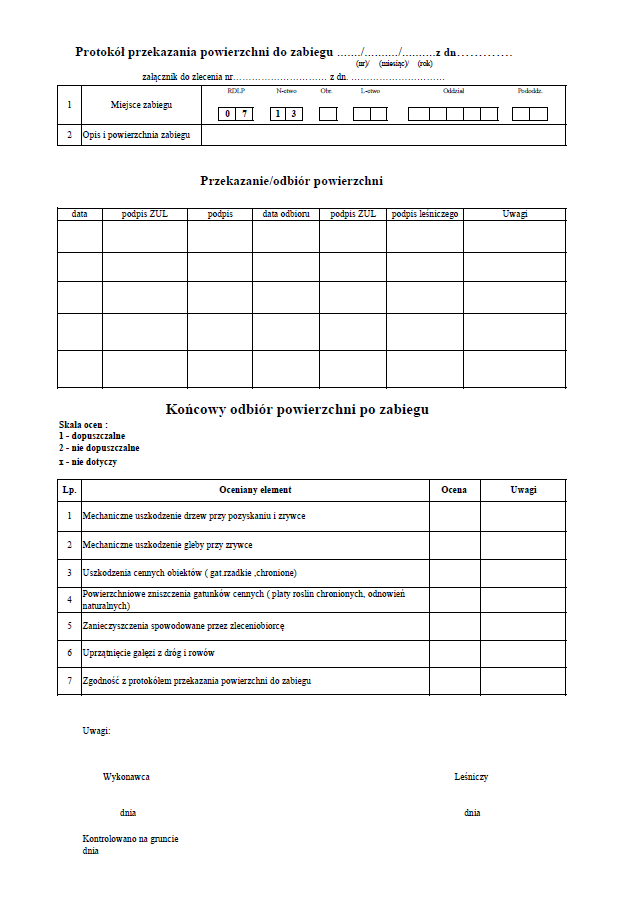 Protokół przekazania powierzchni do zabiegu ......./........../..........z dn.............
(nr)/ (miesiąc)/ (rok)
załącznik do zlecenia nr.............................. z dn. ..............................
RDLP N-ctwo Obr. L-ctwo Oddział Pododdz.
1 Miejsce zabiegu
0 7 1 3
2 Opis i powierzchnia zabiegu
Przekazanie/odbiór powierzchni
data podpis ZUL podpis data odbioru podpis ZUL podpis leśniczego Uwagi
Końcowy odbiór powierzchni po zabiegu
Skala ocen :
1 - dopuszczalne
2 - nie dopuszczalne
x - nie dotyczy
Lp. Oceniany element Ocena Uwagi
1 Mechaniczne uszkodzenie drzew przy pozyskaniu i zrywce
2 Mechaniczne uszkodzenie gleby przy zrywce
3 Uszkodzenia cennych obiektów ( gat.rzadkie ,chronione)
4 Powierzchniowe zniszczenia gatunków cennych ( płaty roślin chronionych, odnowień
naturalnych)
5 Zanieczyszczenia spowodowane przez zleceniobiorcę
6 Uprzątnięcie gałęzi z dróg i rowów
7 Zgodność z protokółem przekazania powierzchni do zabiegu
Uwagi:
Wykonawca Leśniczy
dnia dnia
Kontrolowano na gruncie
dnia